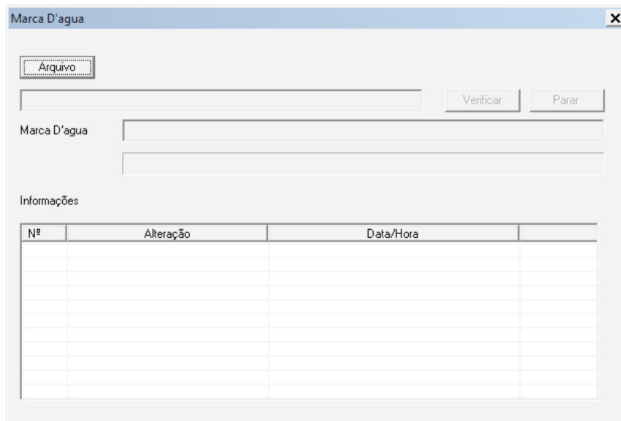 Marca D'agua
Arquivo
Verificar Parar
Marca D'agua
Informações
Nº Alteração Data/Hora